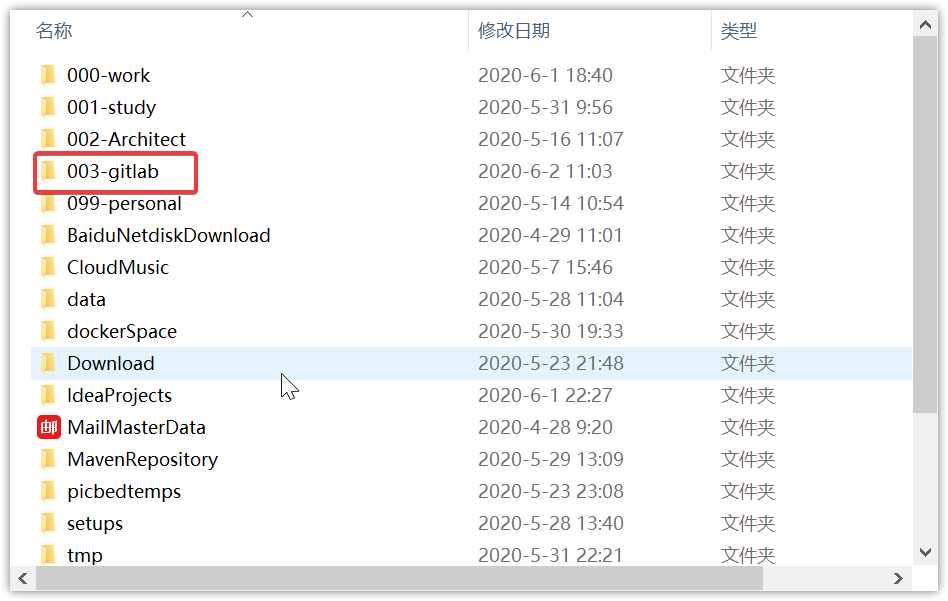 名称 修改日期 类型
000-work 2020-6-1 18:40 文件夹
001-study 2020-5-31 9:56 文件夹
002-Architect 2020-5-16 11:07 文件夹
003-gitlab 2020-6-2 11:03 文件夹
099-personal 2020-5-14 10:54 文件夹
BaiduNetdiskDownload 2020-4-29 11:01 文件夹
CloudMusic 2020-5-7 15:46 文件夹
data 2020-5-28 11:04 文件夹
dockerSpace 2020-5-30 19:33 文件夹
Download 2020-5-23 21:48 文件夹
IdeaProjects 2020-6-1 22:27 文件夹
邮 MailMasterData 2020-4-28 9:20 文件夹
MavenRepository 2020-5-29 13:09 文件夹
picbedtemps 2020-5-23 23:08 文件夹
setups 2020-5-28 13:40 文件夹
tmp 2020-5-31 22:21 文件夹